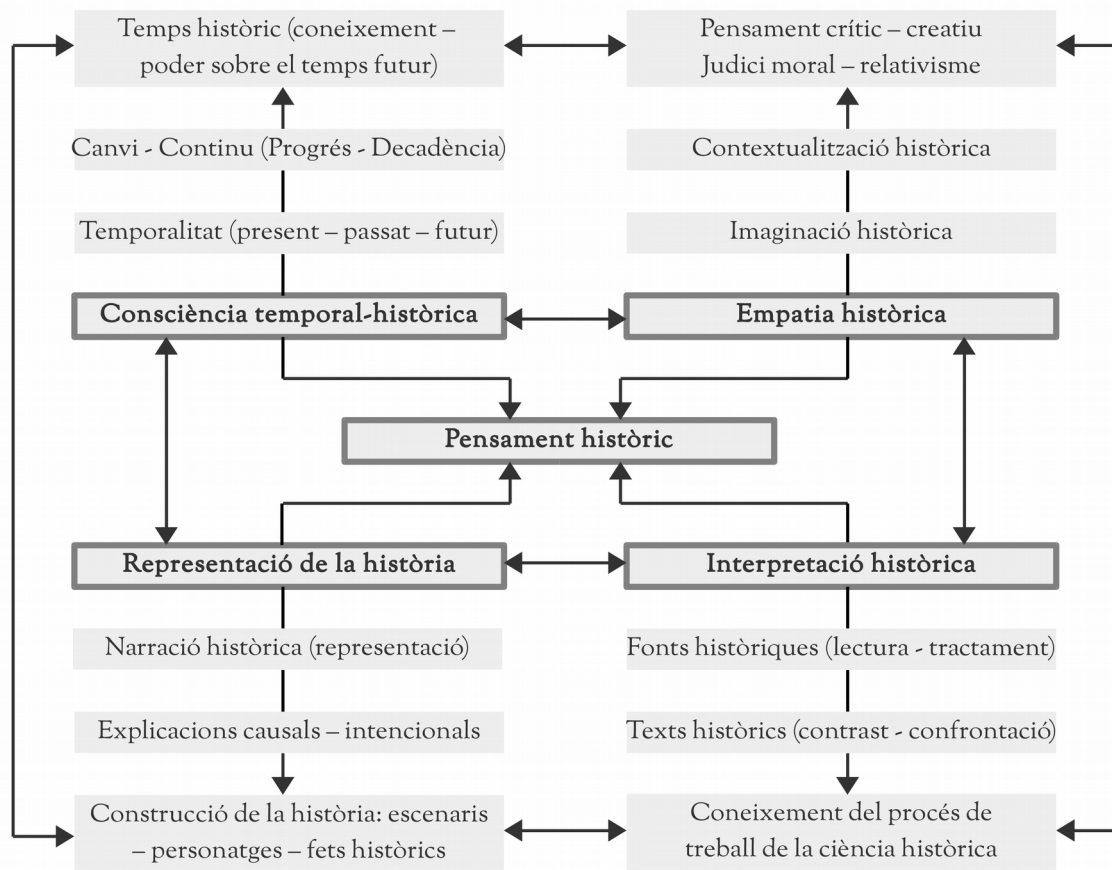 Temps històric (coneixement –
poder sobre el temps futur)
Pensament crític – creatiu
Judici moral – relativisme
Canvi - Continu (Progrés - Decadència)
Contextualització històrica
Temporalitat (present – passat – futur)
Imaginació històrica
Consciència temporal-històrica
Empatia històrica
Pensament històric
Representació de la història
Interpretació històrica
Narració històrica (representació)
Fonts històriques (lectura - tractament)
Explicacions causals – intencionals
Texts històrics (contrast - confrontació)
Construcció de la història: escenaris
– personatges – fets històrics
Coneixement del procés de
treball de la ciència històrica